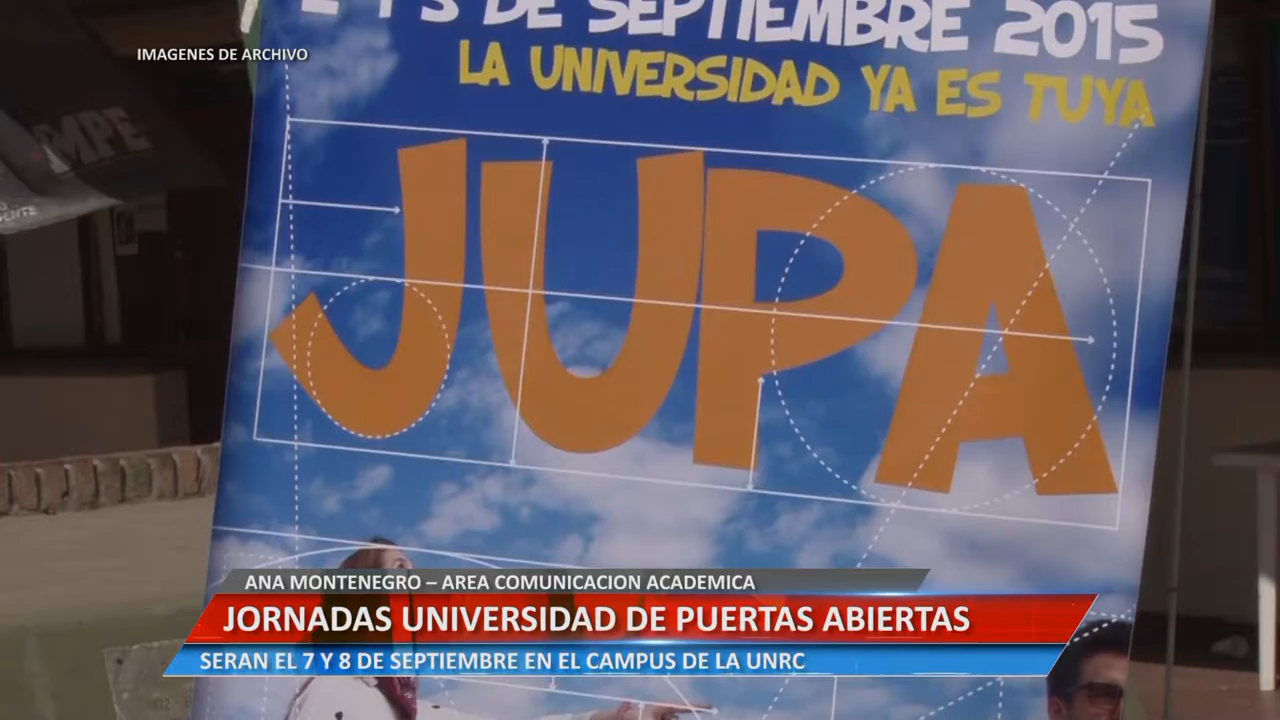 DE SEPTIEMBRE 2015
IMAGENES DE ARCHIVO
LA UNIVERSIDAD YA ES TUYA
JUPA
ANA MONTENEGRO – AREA COMUNICACION ACADEMICA
JORNADAS UNIVERSIDAD DE PUERTAS ABIERTAS
SERAN EL 7 Y 8 DE SEPTIEMBRE EN EL CAMPUS DE LA UNRC